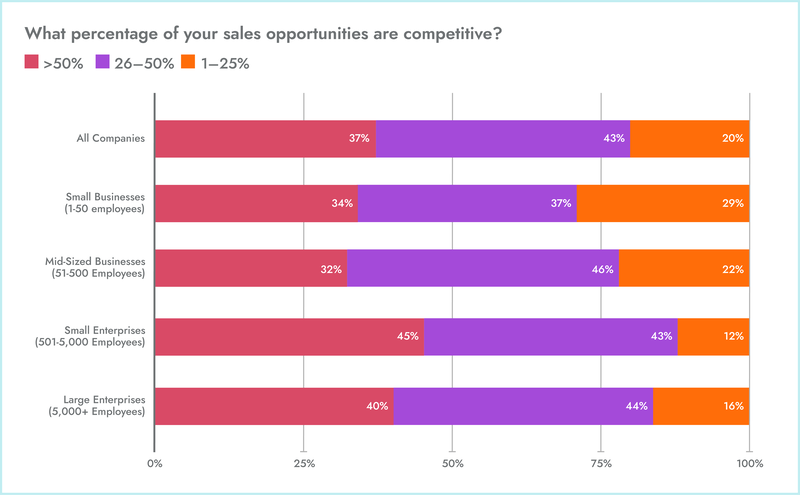 What percentage of your sales opportunities are competitive?
>50% 26–50% 1–25%
All Companies 37% 43% 20%
Small Businesses
(1-50 employees) 34% 37% 29%
Mid-Sized Businesses
(51-500 Employees) 32% 46% 22%
Small Enterprises
(501-5,000 Employees) 45% 43% 12%
Large Enterprises
(5,000+ Employees) 40% 44% 16%
0% 25% 50% 75% 100%